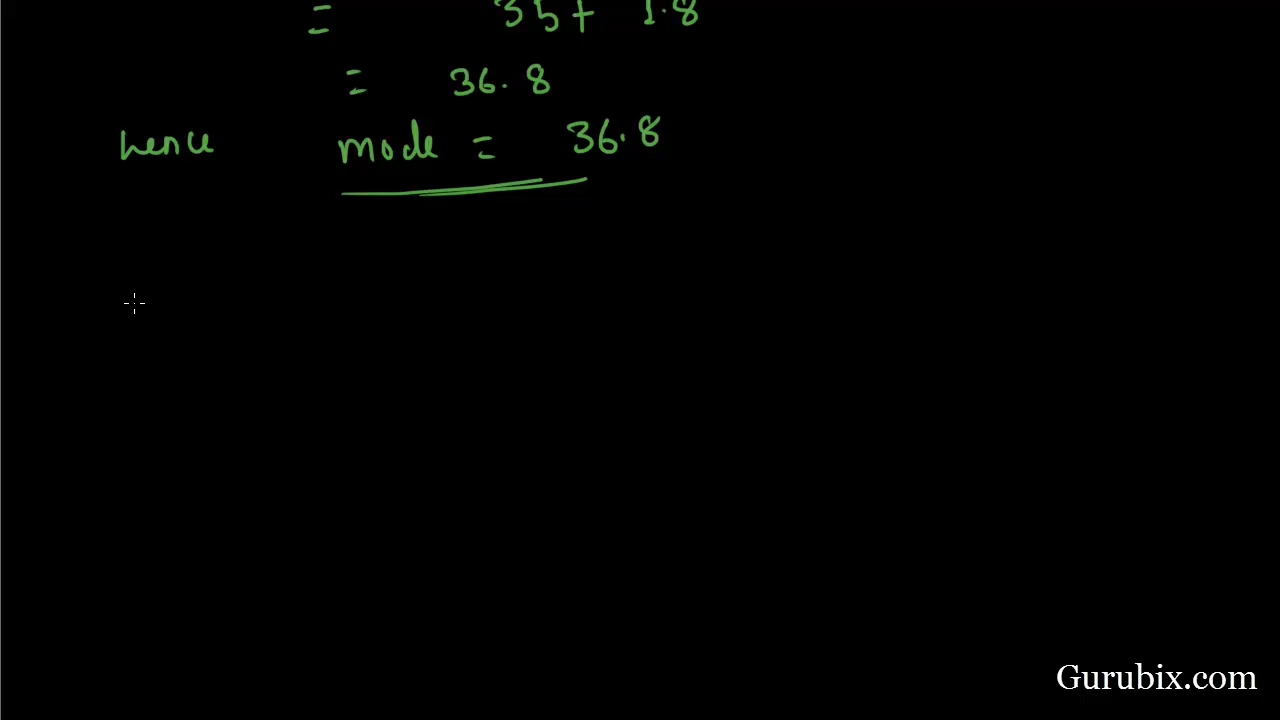 = 35 + 1.8
= 36.8
hence mode = 36.8
Gurubix.com